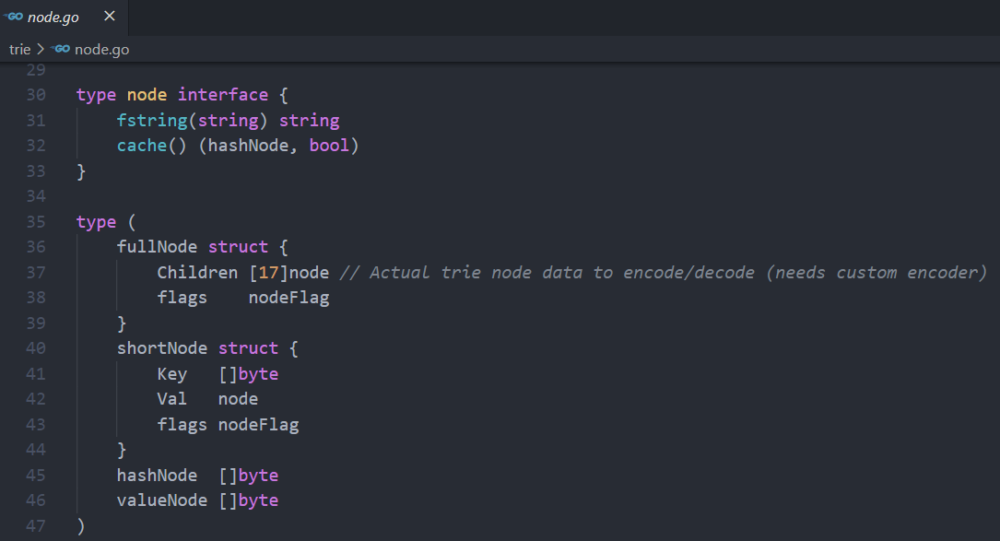 GO node.go ×
trie > GO node.go
29
30 type node interface {
31 fstring(string) string
32 cache() (hashNode, bool)
33 }
34
35 type (
36 fullNode struct {
37 Children [17]node // Actual trie node data to encode/decode (needs custom encoder)
38 flags    nodeFlag
39 }
40 shortNode struct {
41 Key   []byte
42 Val   node
43 flags nodeFlag
44 }
45 hashNode  []byte
46 valueNode []byte
47 )